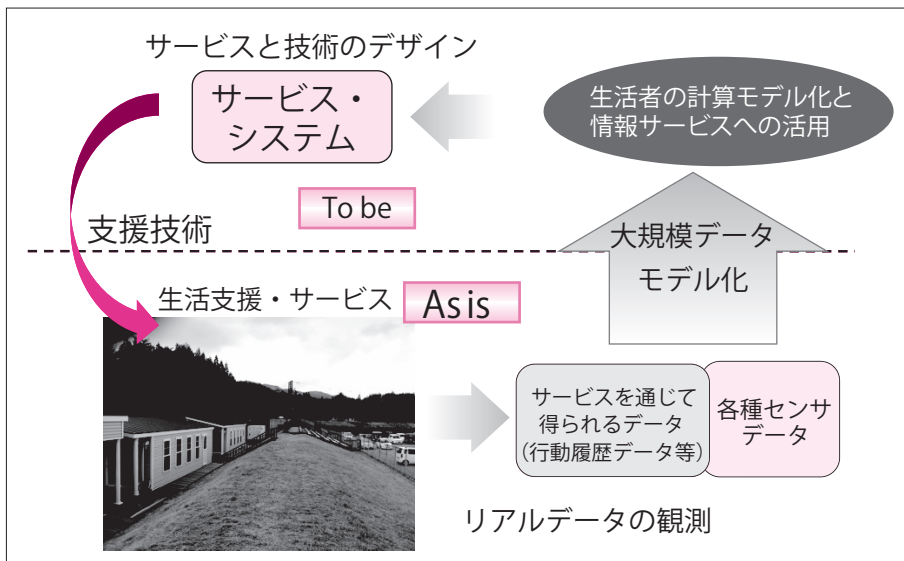 サービスと技術のデザイン
サービス・
システム
生活者の計算モデル化と
情報サービスへの活用
To be
支援技術
大規模データ
モデル化
生活支援・サービス
As is
サービスを通じて
得られるデータ
(行動履歴データ等)
各種センサ
データ
リアルデータの観測